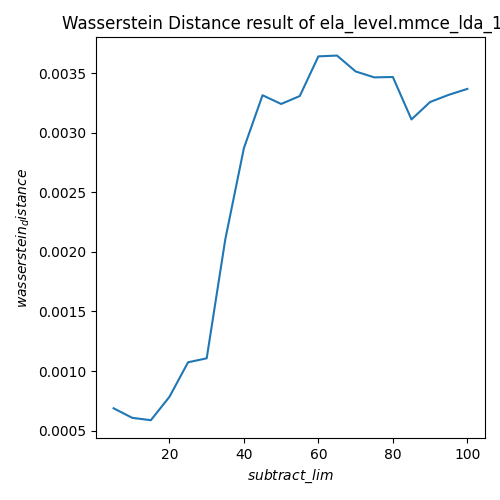 Wasserstein Distance result of ela_level.mmce_lda_1
0.0035
0.0030
0.0025
0.0020
0.0015
0.0010
0.0005
wasserstein_distance
20 40 60 80 100
subtract_lim